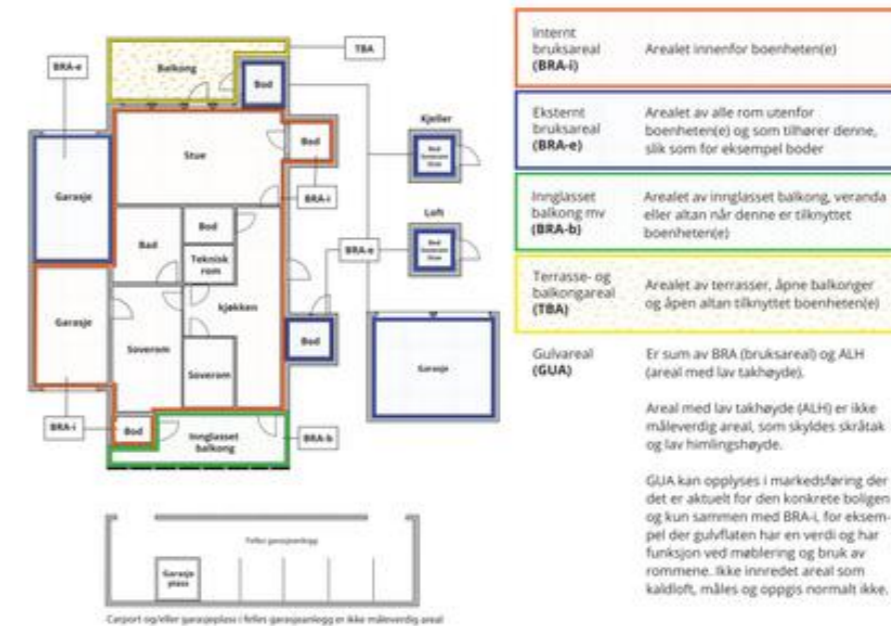 TBA
BRA-e
Balkong
Bod
Kjeller
Bod
Stue
Bod
Garasje
BRA-i
Loft
Bod
Bad
Teknisk
rom
BRA-e
Bod
Garasje
kjøkken
Bod
Soverom
Soverom
Garasje
BRA-i
Bod
Innglasset
balkong
BRA-b
Felles garasjeanlegg
Garasje
plass
Carport og/eller garasjeplass i felles garasjeanlegg er ikke måleverdig areal
Internt
bruksareal
(BRA-i)
Arealet innenfor boenheten(e)
Eksternt
bruksareal
(BRA-e)
Arealet av alle rom utenfor
boenheten(e) og som tilhører denne,
slik som for eksempel boder
Innglasset
balkong mv
(BRA-b)
Arealet av innglasset balkong, veranda
eller altan når denne er tilknyttet
boenheten(e)
Terrasse- og
balkongareal
(TBA)
Arealet av terrasser, åpne balkonger
og åpen altan tilknyttet boenheten(e)
Gulvareal
(GUA)
Er sum av BRA (bruksareal) og ALH
(areal med lav takhøyde).
Areal med lav takhøyde (ALH) er ikke
måleverdig areal, som skyldes skråtak
og lav himlingshøyde.
GUA kan opplyses i markedsføring der
det er aktuelt for den konkrete boligen
og kun sammen med BRA-i, for eksem-
pel der gulvflaten har en verdi og har
funksjon ved møblering og bruk av
rommene. Ikke innredet areal som
kaldloft, måles og oppgis normalt ikke.